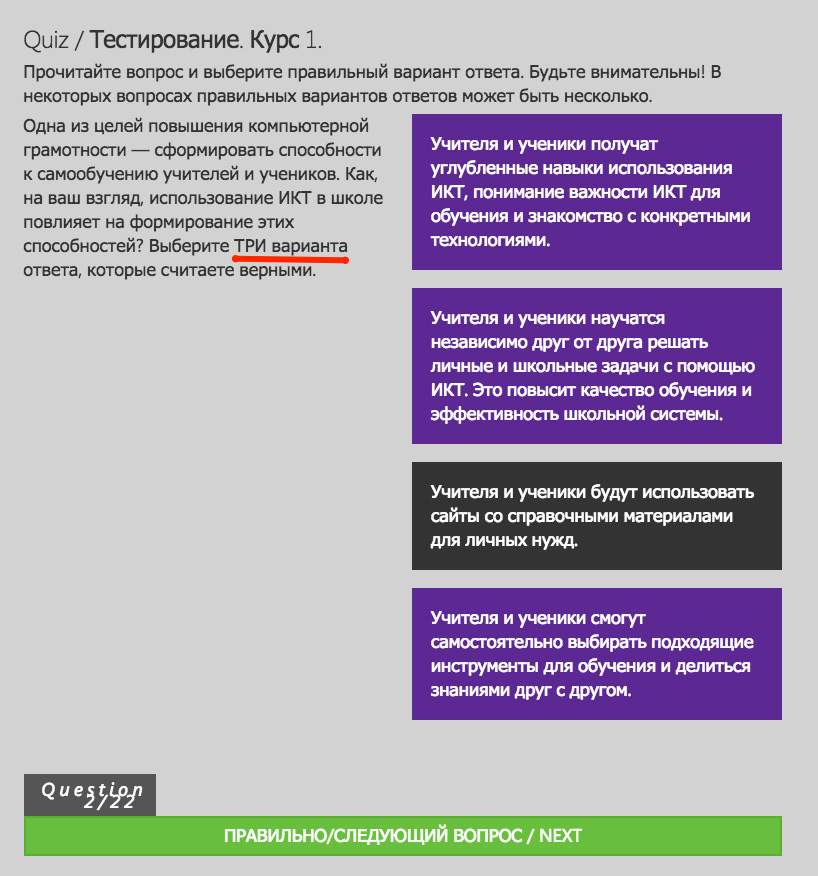 Quiz / Тестирование. Курс 1.
Прочитайте вопрос и выберите правильный вариант ответа. Будьте внимательны! В
некоторых вопросах правильных вариантов ответов может быть несколько.
Одна из целей повышения компьютерной
грамотности — сформировать способности
к самообучению учителей и учеников. Как,
на ваш взгляд, использование ИКТ в школе
повлияет на формирование этих
способностей? Выберите ТРИ варианта
ответа, которые считаете верными.
Учителя и ученики получат
углубленные навыки использования
ИКТ, понимание важности ИКТ для
обучения и знакомство с конкретными
технологиями.
Учителя и ученики научатся
независимо друг от друга решать
личные и школьные задачи с помощью
ИКТ. Это повысит качество обучения и
эффективность школьной системы.
Учителя и ученики будут использовать
сайты со справочными материалами
для личных нужд.
Учителя и ученики смогут
самостоятельно выбирать подходящие
инструменты для обучения и делиться
знаниями друг с другом.
Question
2/22
ПРАВИЛЬНО/СЛЕДУЮЩИЙ ВОПРОС / NEXT